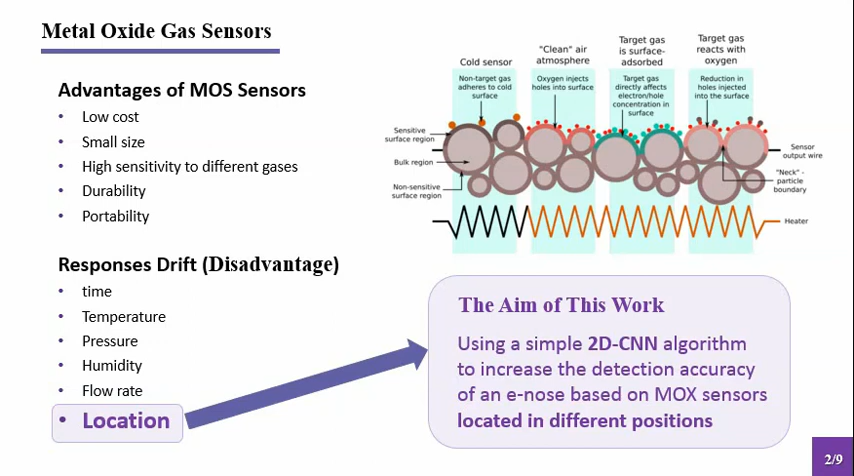 Metal Oxide Gas Sensors
Advantages of MOS Sensors
• Low cost
• Small size
• High sensitivity to different gases
• Durability
• Portability
Responses Drift (Disadvantage)
• time
• Temperature
• Pressure
• Humidity
• Flow rate
• Location
Cold sensor
"Clean" air
atmosphere
Target gas
is surface-
adsorbed
Target gas
reacts with
oxygen
Non-target gas
adheres to cold
surface
Oxygen injects
holes into surface
Target gas
directly affects
electron/hole
concentration in
surface
Reduction in
holes injected
into the surface
Sensitive
surface region
Bulk region
Non-sensitive
surface region
Sensor
output wire
"Neck" -
particle
boundary
Heater
The Aim of This Work
Using a simple 2D-CNN algorithm
to increase the detection accuracy
of an e-nose based on MOX sensors
located in different positions
2/9